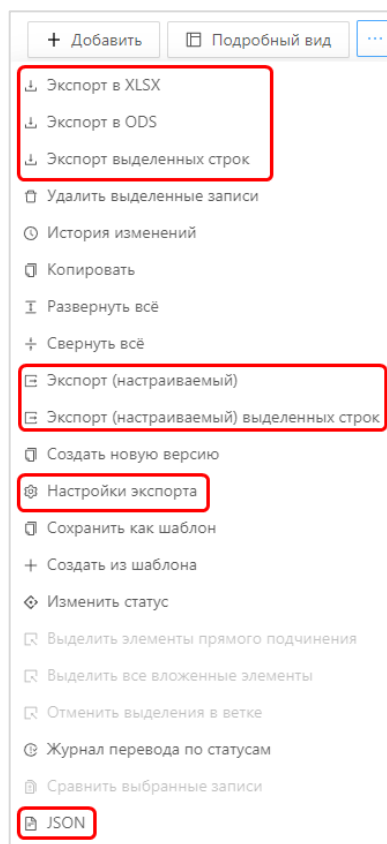 + Добавить Подробный вид ...
Экспорт в XLSX
Экспорт в ODS
Экспорт выделенных строк
Удалить выделенные записи
История изменений
Копировать
Развернуть всё
Свернуть всё
Экспорт (настраиваемый)
Экспорт (настраиваемый) выделенных строк
Создать новую версию
Настройки экспорта
Сохранить как шаблон
Создать из шаблона
Изменить статус
Выделить элементы прямого подчинения
Выделить все вложенные элементы
Отменить выделения в ветке
Журнал перевода по статусам
Сравнить выбранные записи
JSON